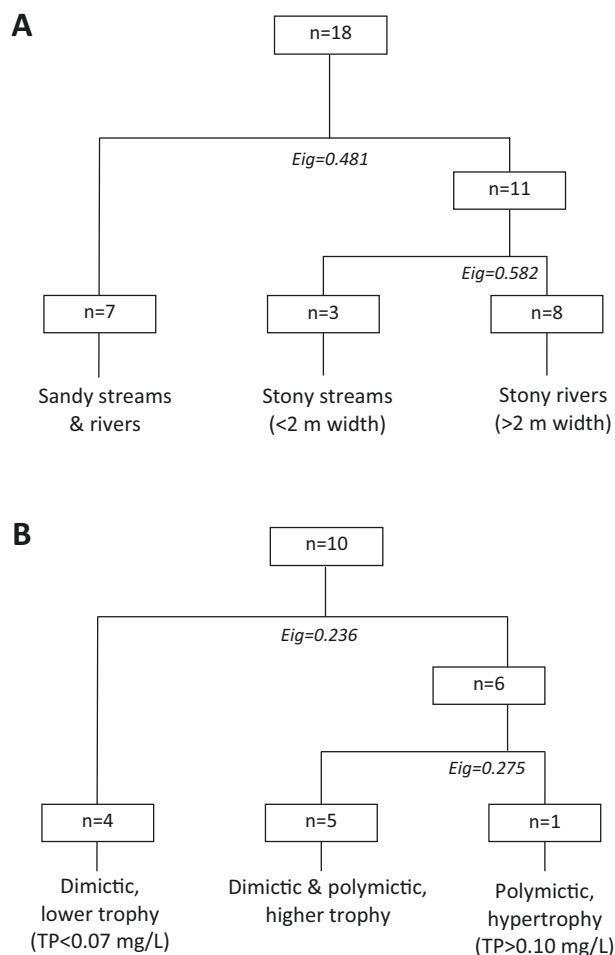 A
n=18
Eig=0.481
n=11
Eig=0.582
n=7
n=3
n=8
Sandy streams
& rivers
Stony streams
(<2 m width)
Stony rivers
(>2 m width)
B
n=10
Eig=0.236
n=6
Eig=0.275
n=4
n=5
n=1
Dimictic,
lower trophy
(TP<0.07 mg/L)
Dimictic & polymictic,
higher trophy
Polymictic,
hypertrophy
(TP>0.10 mg/L)